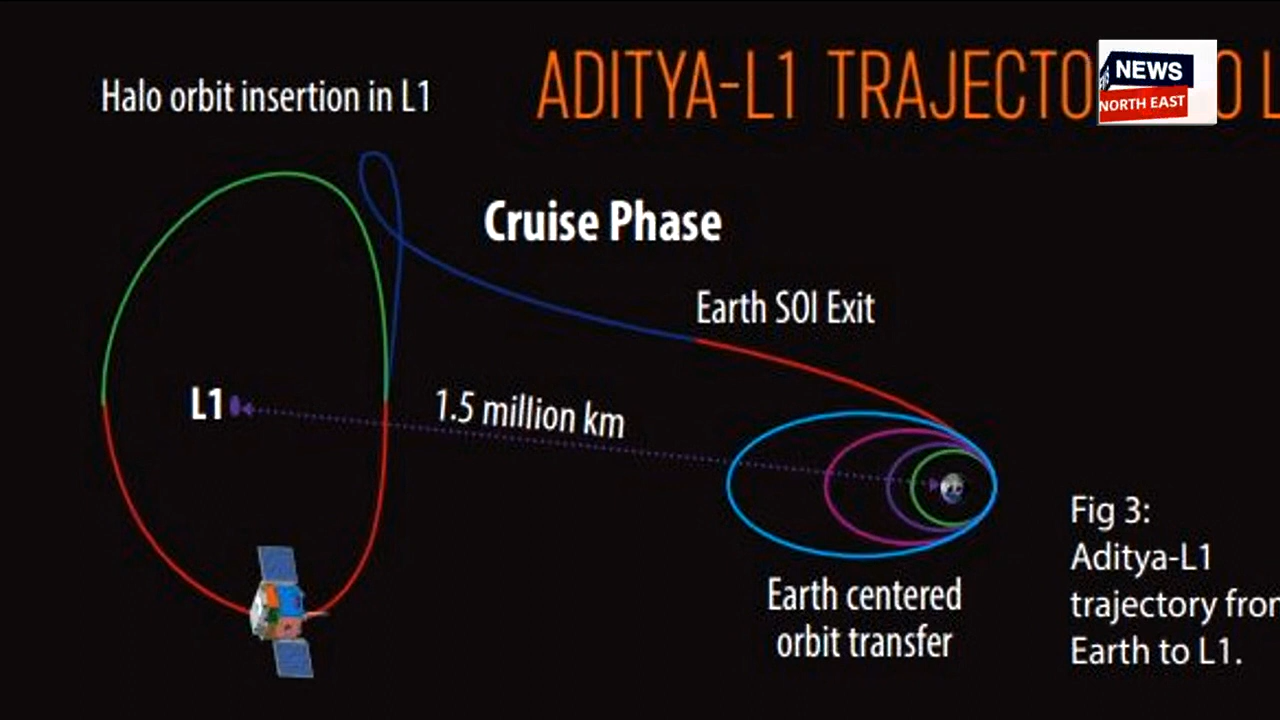 ADITYA-L1 TRAJECTO O L
NEWS
NORTH EAST
Halo orbit insertion in L1
Cruise Phase
Earth SOI Exit
L1
1.5 million km
Earth centered
orbit transfer
Fig 3:
Aditya-L1
trajectory from
Earth to L1.